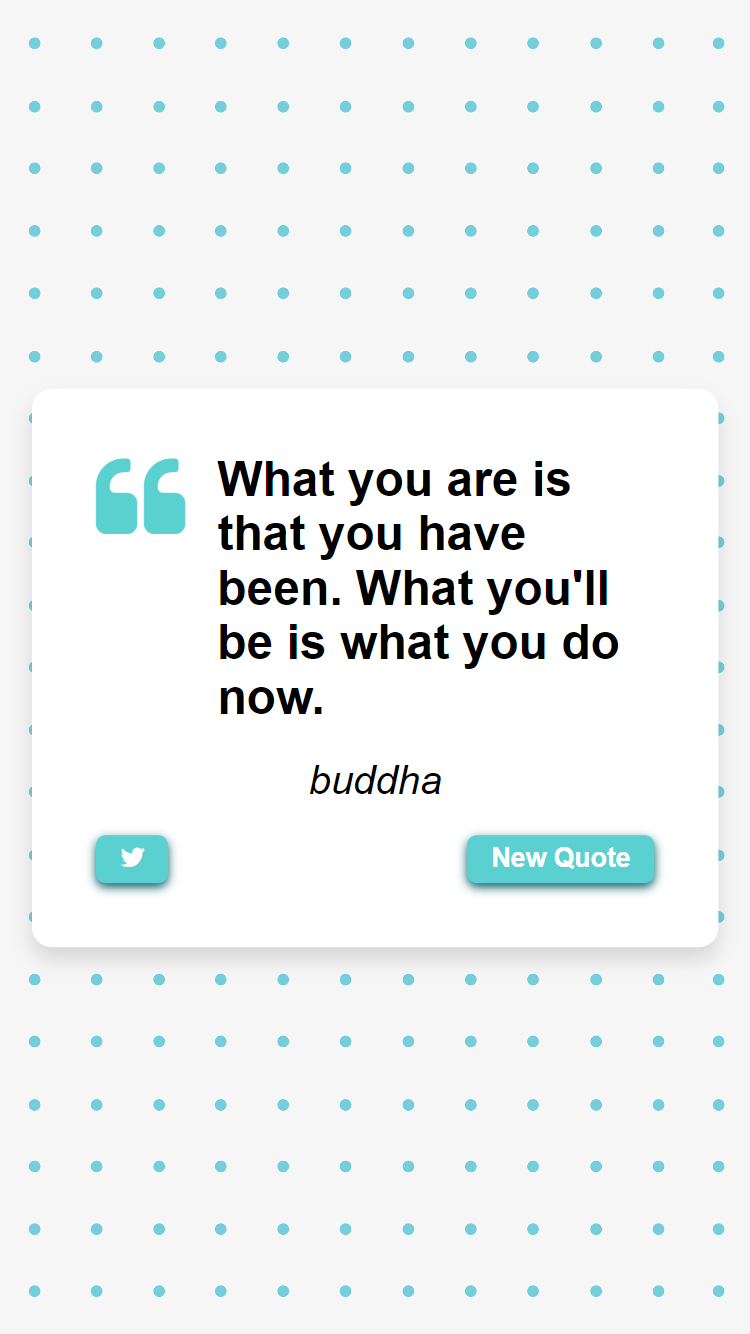 What you are is
that you have
been. What you'll
be is what you do
now.
buddha
New Quote